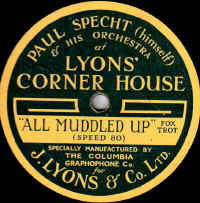 PAUL SPECHT (himself)
& HIS ORCHESTRA
at
LYONS'
CORNER HOUSE
"ALL MUDDLED UP" FOX TROT
(SPEED 80)
SPECIALLY MANUFACTURED BY
THE COLUMBIA
GRAPHOPHONE Co.
for
J. LYONS & Co. LTD.